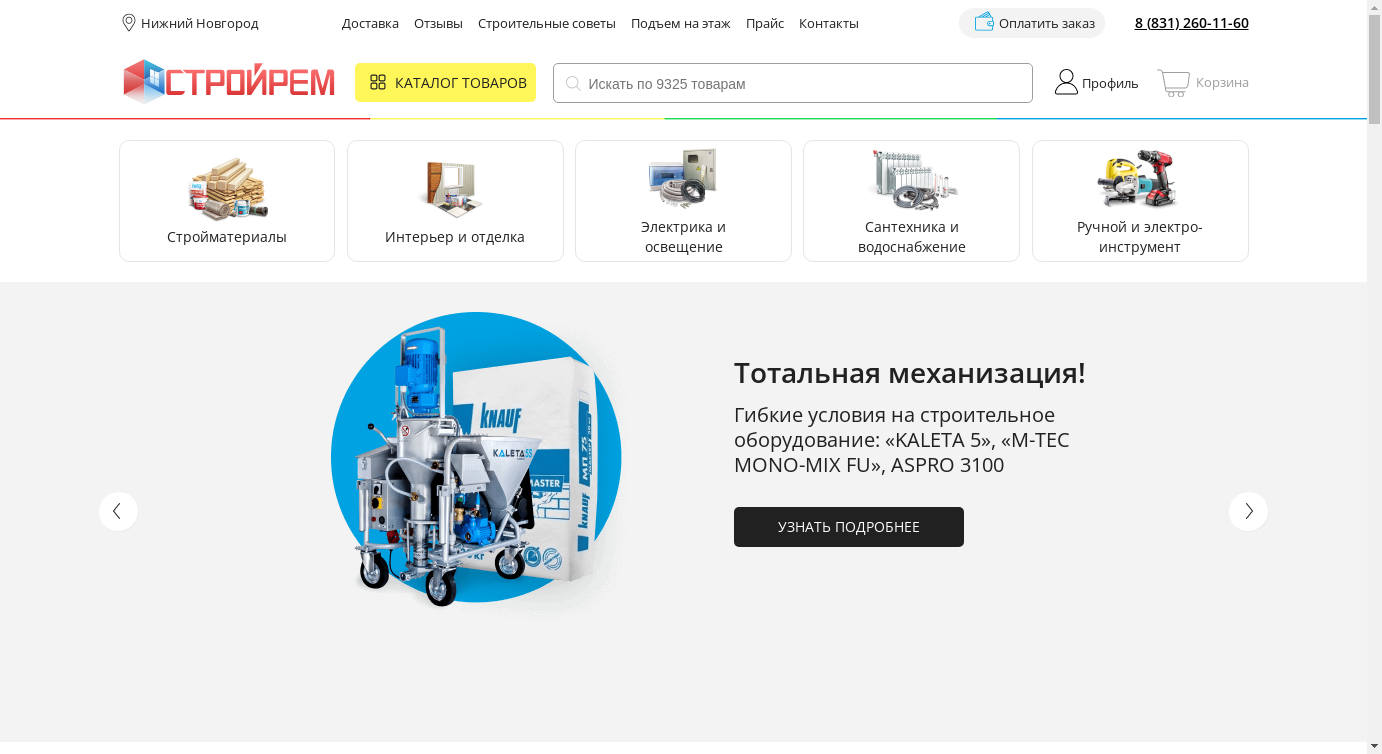 Нижний Новгород
Доставка Отзывы Строительные советы Подъем на этаж Прайс Контакты
Оплатить заказ
8 (831) 260-11-60
СТРОЙРЕМ
КАТАЛОГ ТОВАРОВ
Искать по 9325 товарам
Профиль
Корзина
Стройматериалы
Интерьер и отделка
Электрика и
освещение
Сантехника и
водоснабжение
Ручной и электро-
инструмент
KNAUF
KALETA 5S
MASTER
МП 75
KNAUF
Тотальная механизация!
Гибкие условия на строительное
оборудование: «KALETA 5», «M-TEC
MONO-MIX FU», ASPRO 3100
УЗНАТЬ ПОДРОБНЕЕ